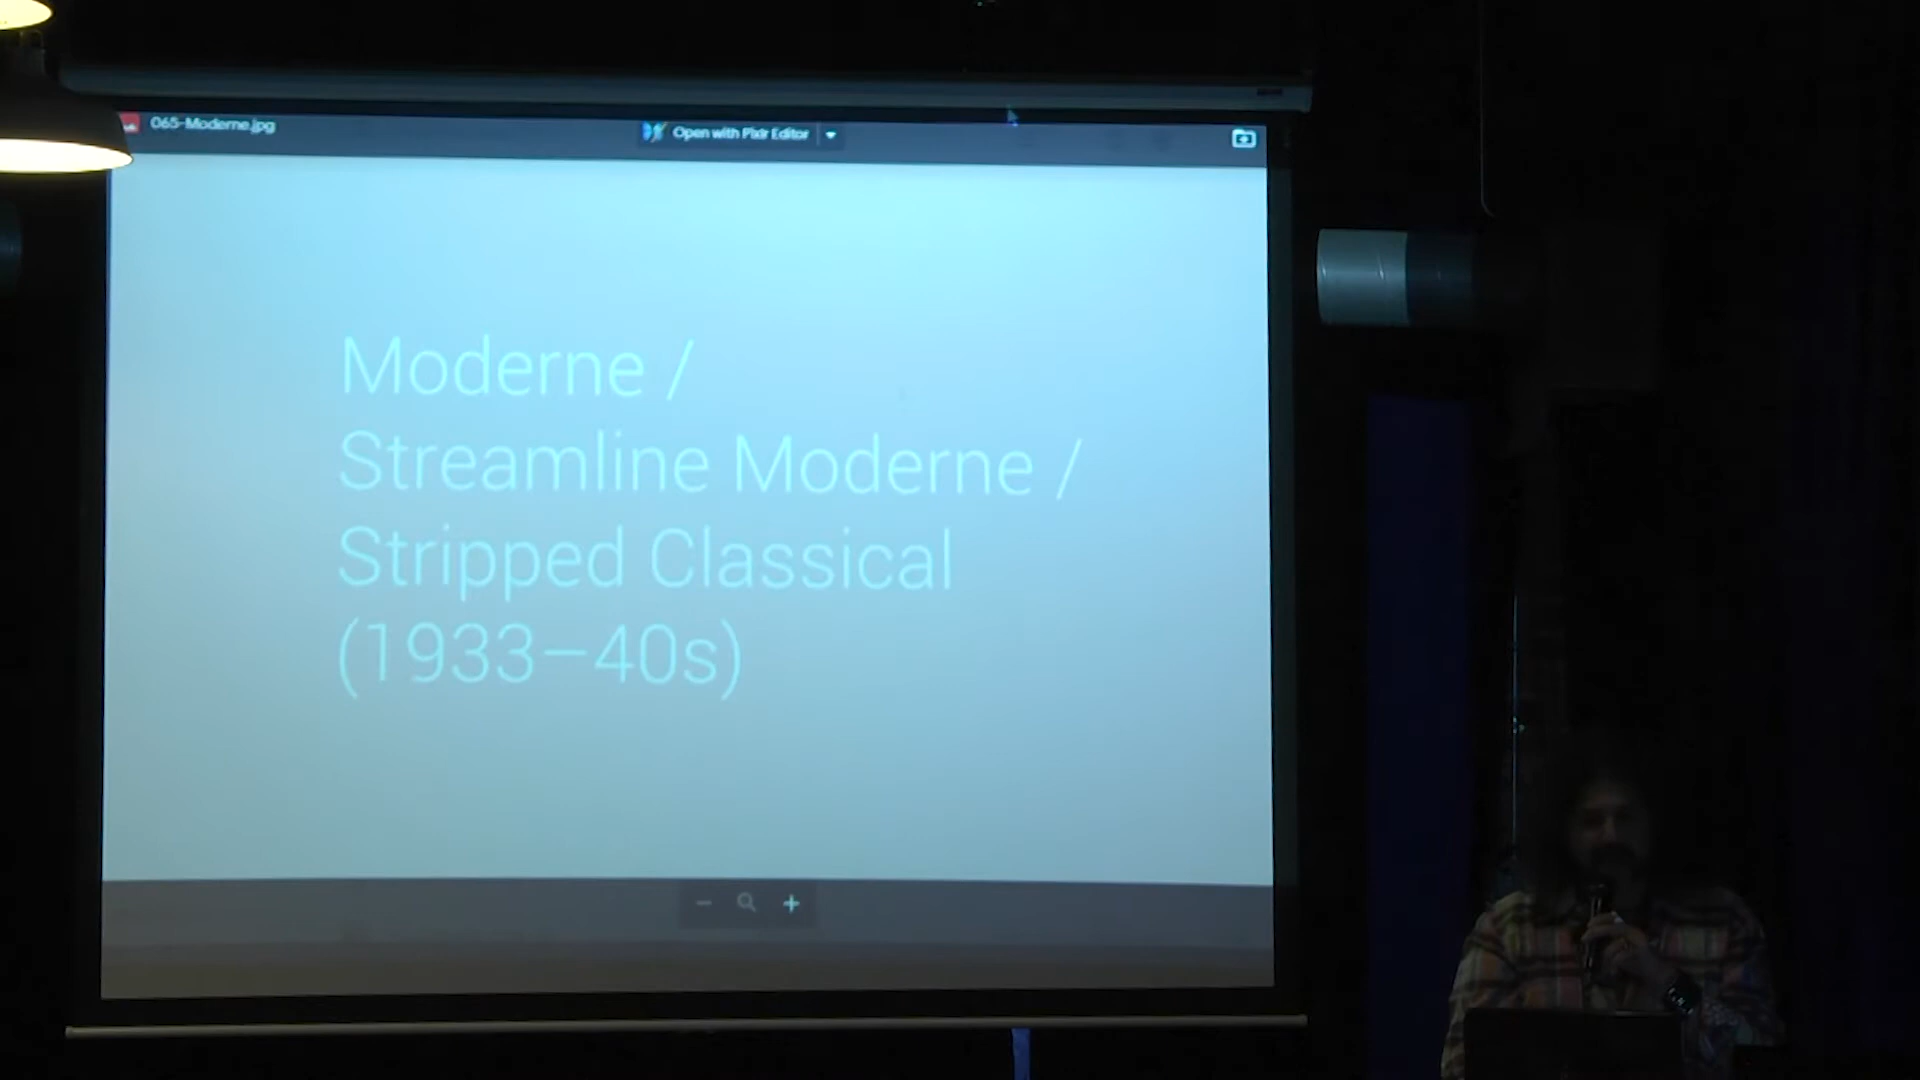 065-Moderne.jpg
Open with Pixlr Editor
Moderne /
Streamline Moderne /
Stripped Classical
(1933–40s)